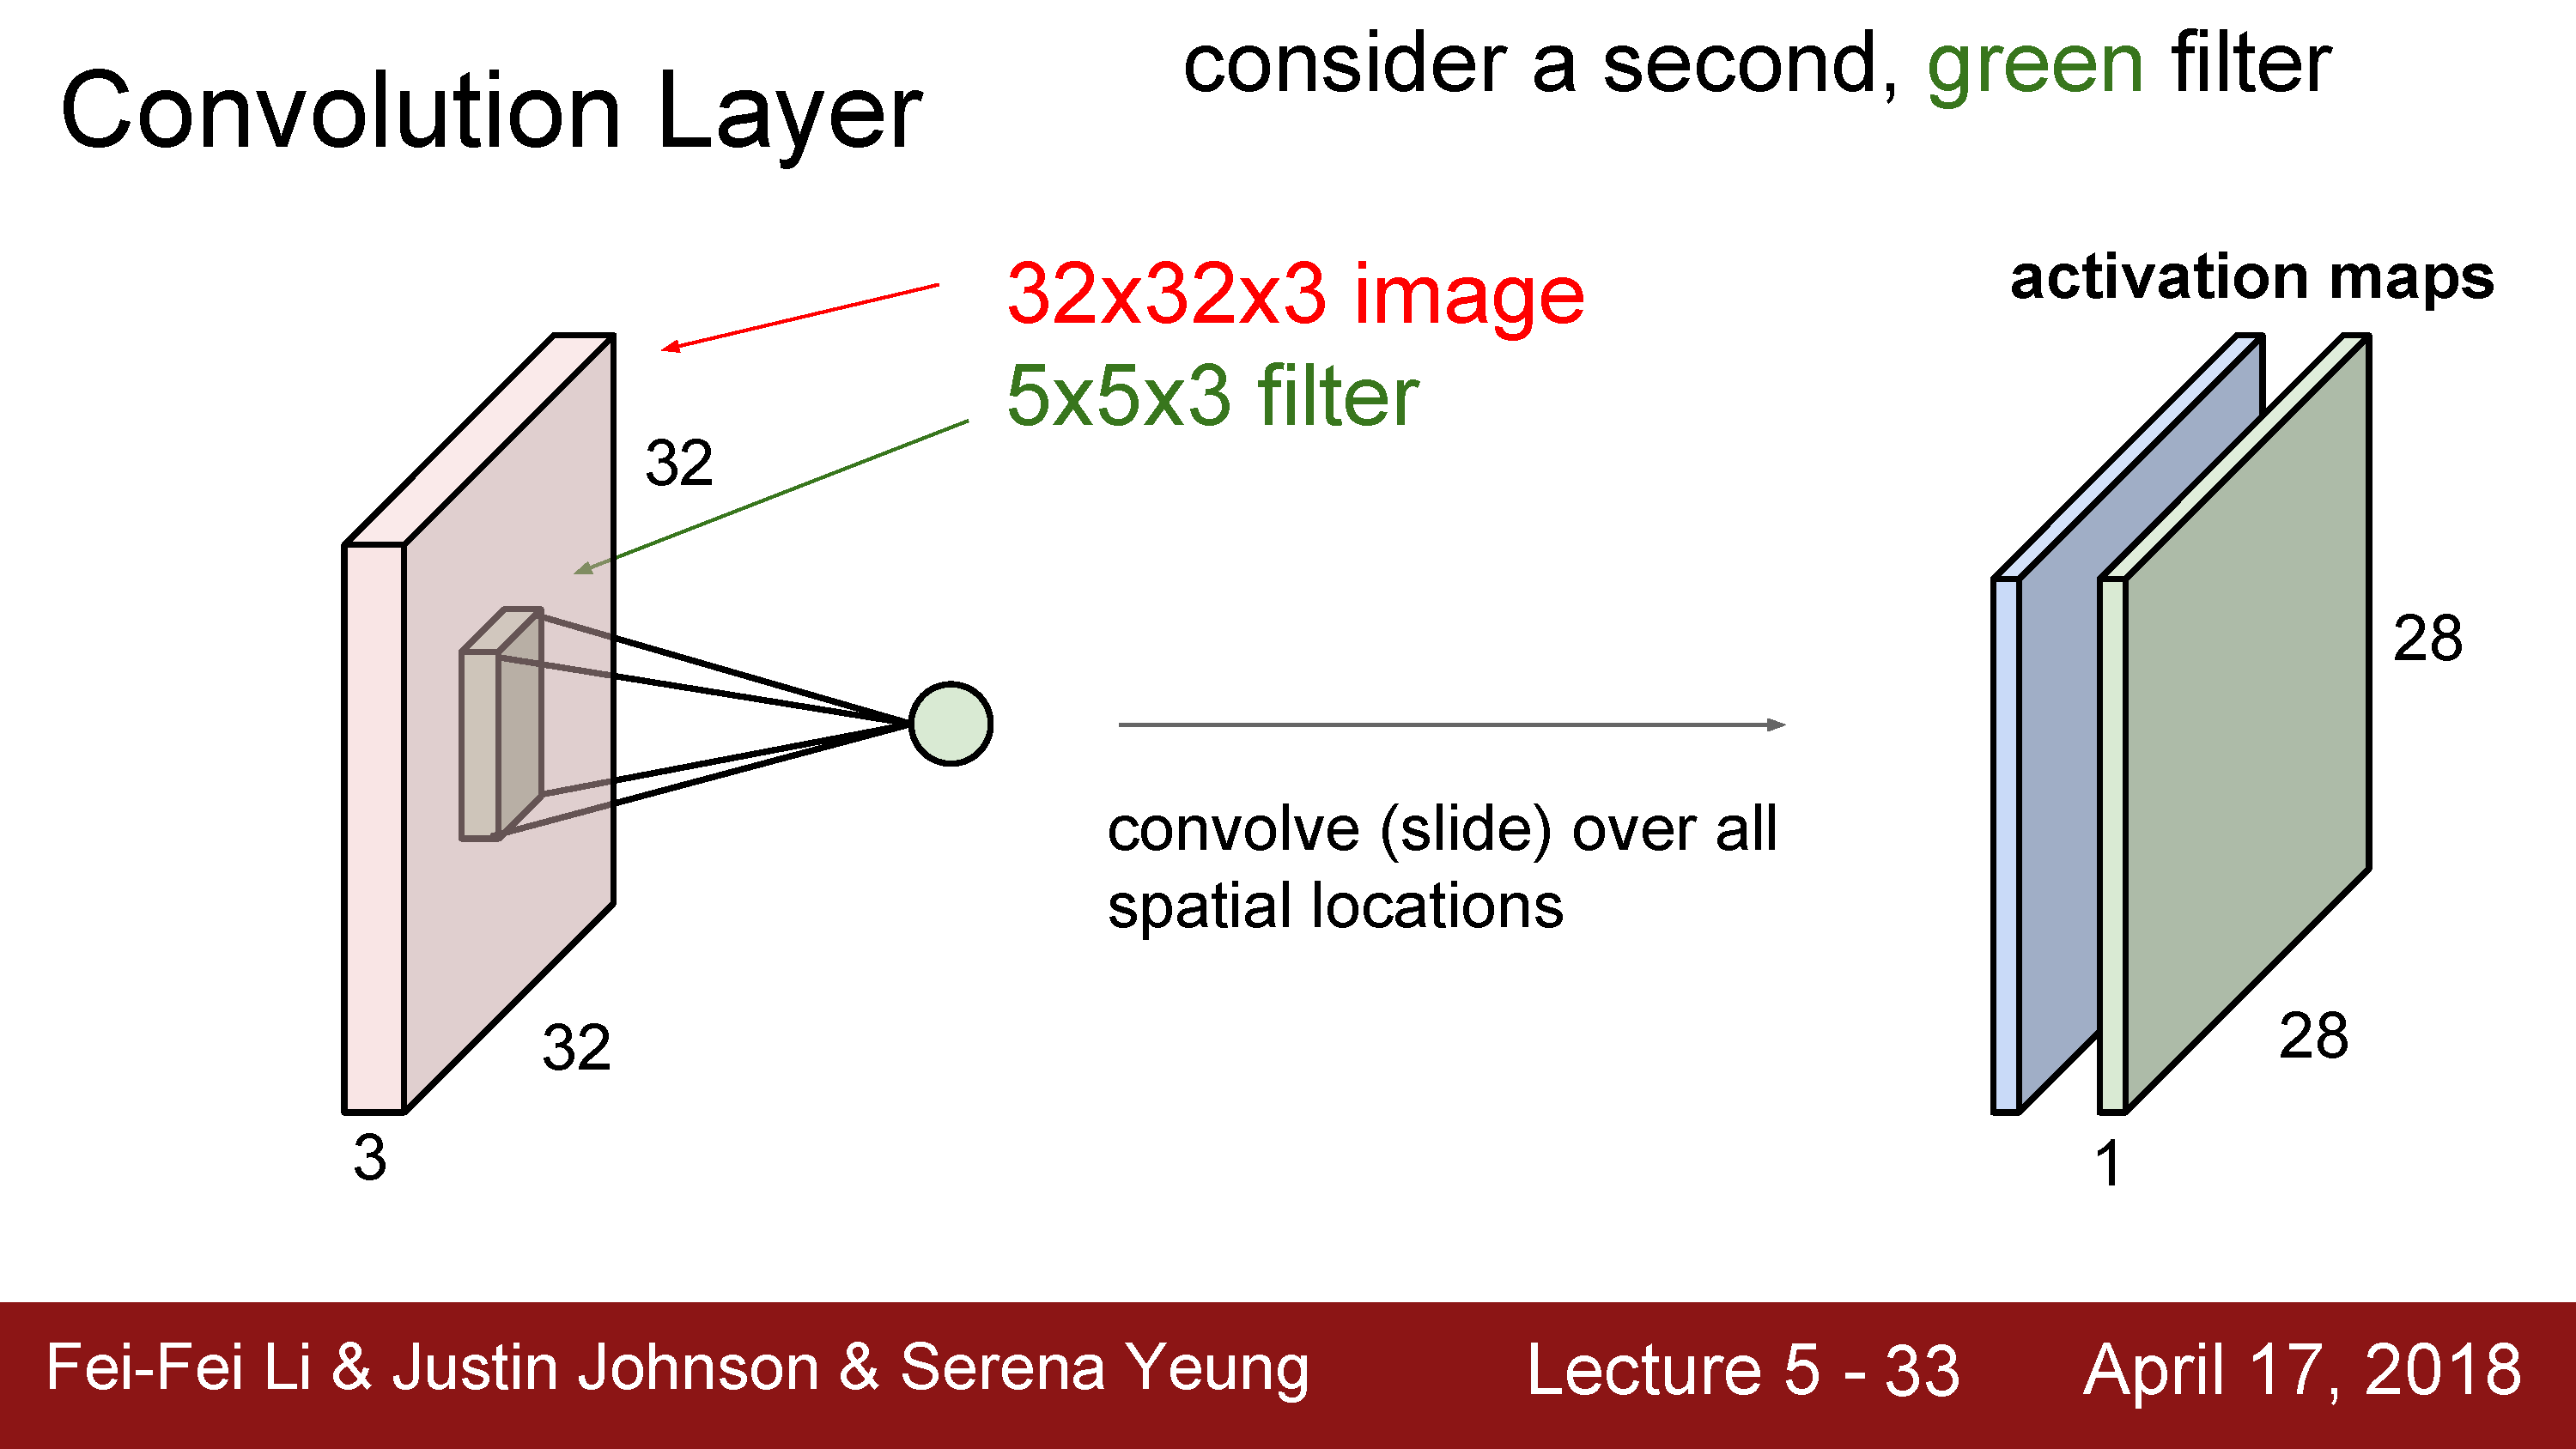 Convolution Layer
consider a second, green filter
32x32x3 image
5x5x3 filter
activation maps
32
28
convolve (slide) over all
spatial locations
32
28
3
1
Fei-Fei Li & Justin Johnson & Serena Yeung
Lecture 5 - 33
April 17, 2018